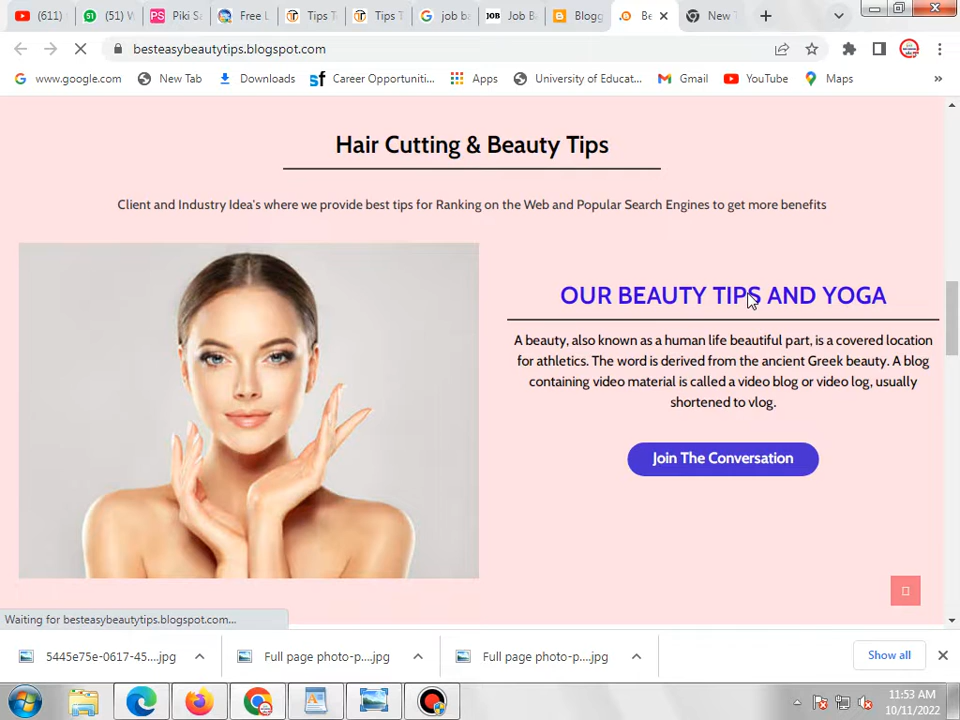 (611)
(51) W
PS Piki Sa
Free L
Tips T
Tips T
job ba
JOB Job B
Blogg
Be
New T
besteasybeautytips.blogspot.com
www.google.com
New Tab
Downloads
sf Career Opportuniti...
Apps
University of Educat...
Gmail
YouTube
Maps
»
Hair Cutting & Beauty Tips
Client and Industry Idea's where we provide best tips for Ranking on the Web and Popular Search Engines to get more benefits
OUR BEAUTY TIPS AND YOGA
A beauty, also known as a human life beautiful part, is a covered location
for athletics. The word is derived from the ancient Greek beauty. A blog
containing video material is called a video blog or video log, usually
shortened to vlog.
Join The Conversation
Waiting for besteasybeautytips.blogspot.com...
5445e75e-0617-45....jpg
Full page photo-p....jpg
Full page photo-p....jpg
Show all
11:53 AM
10/11/2022